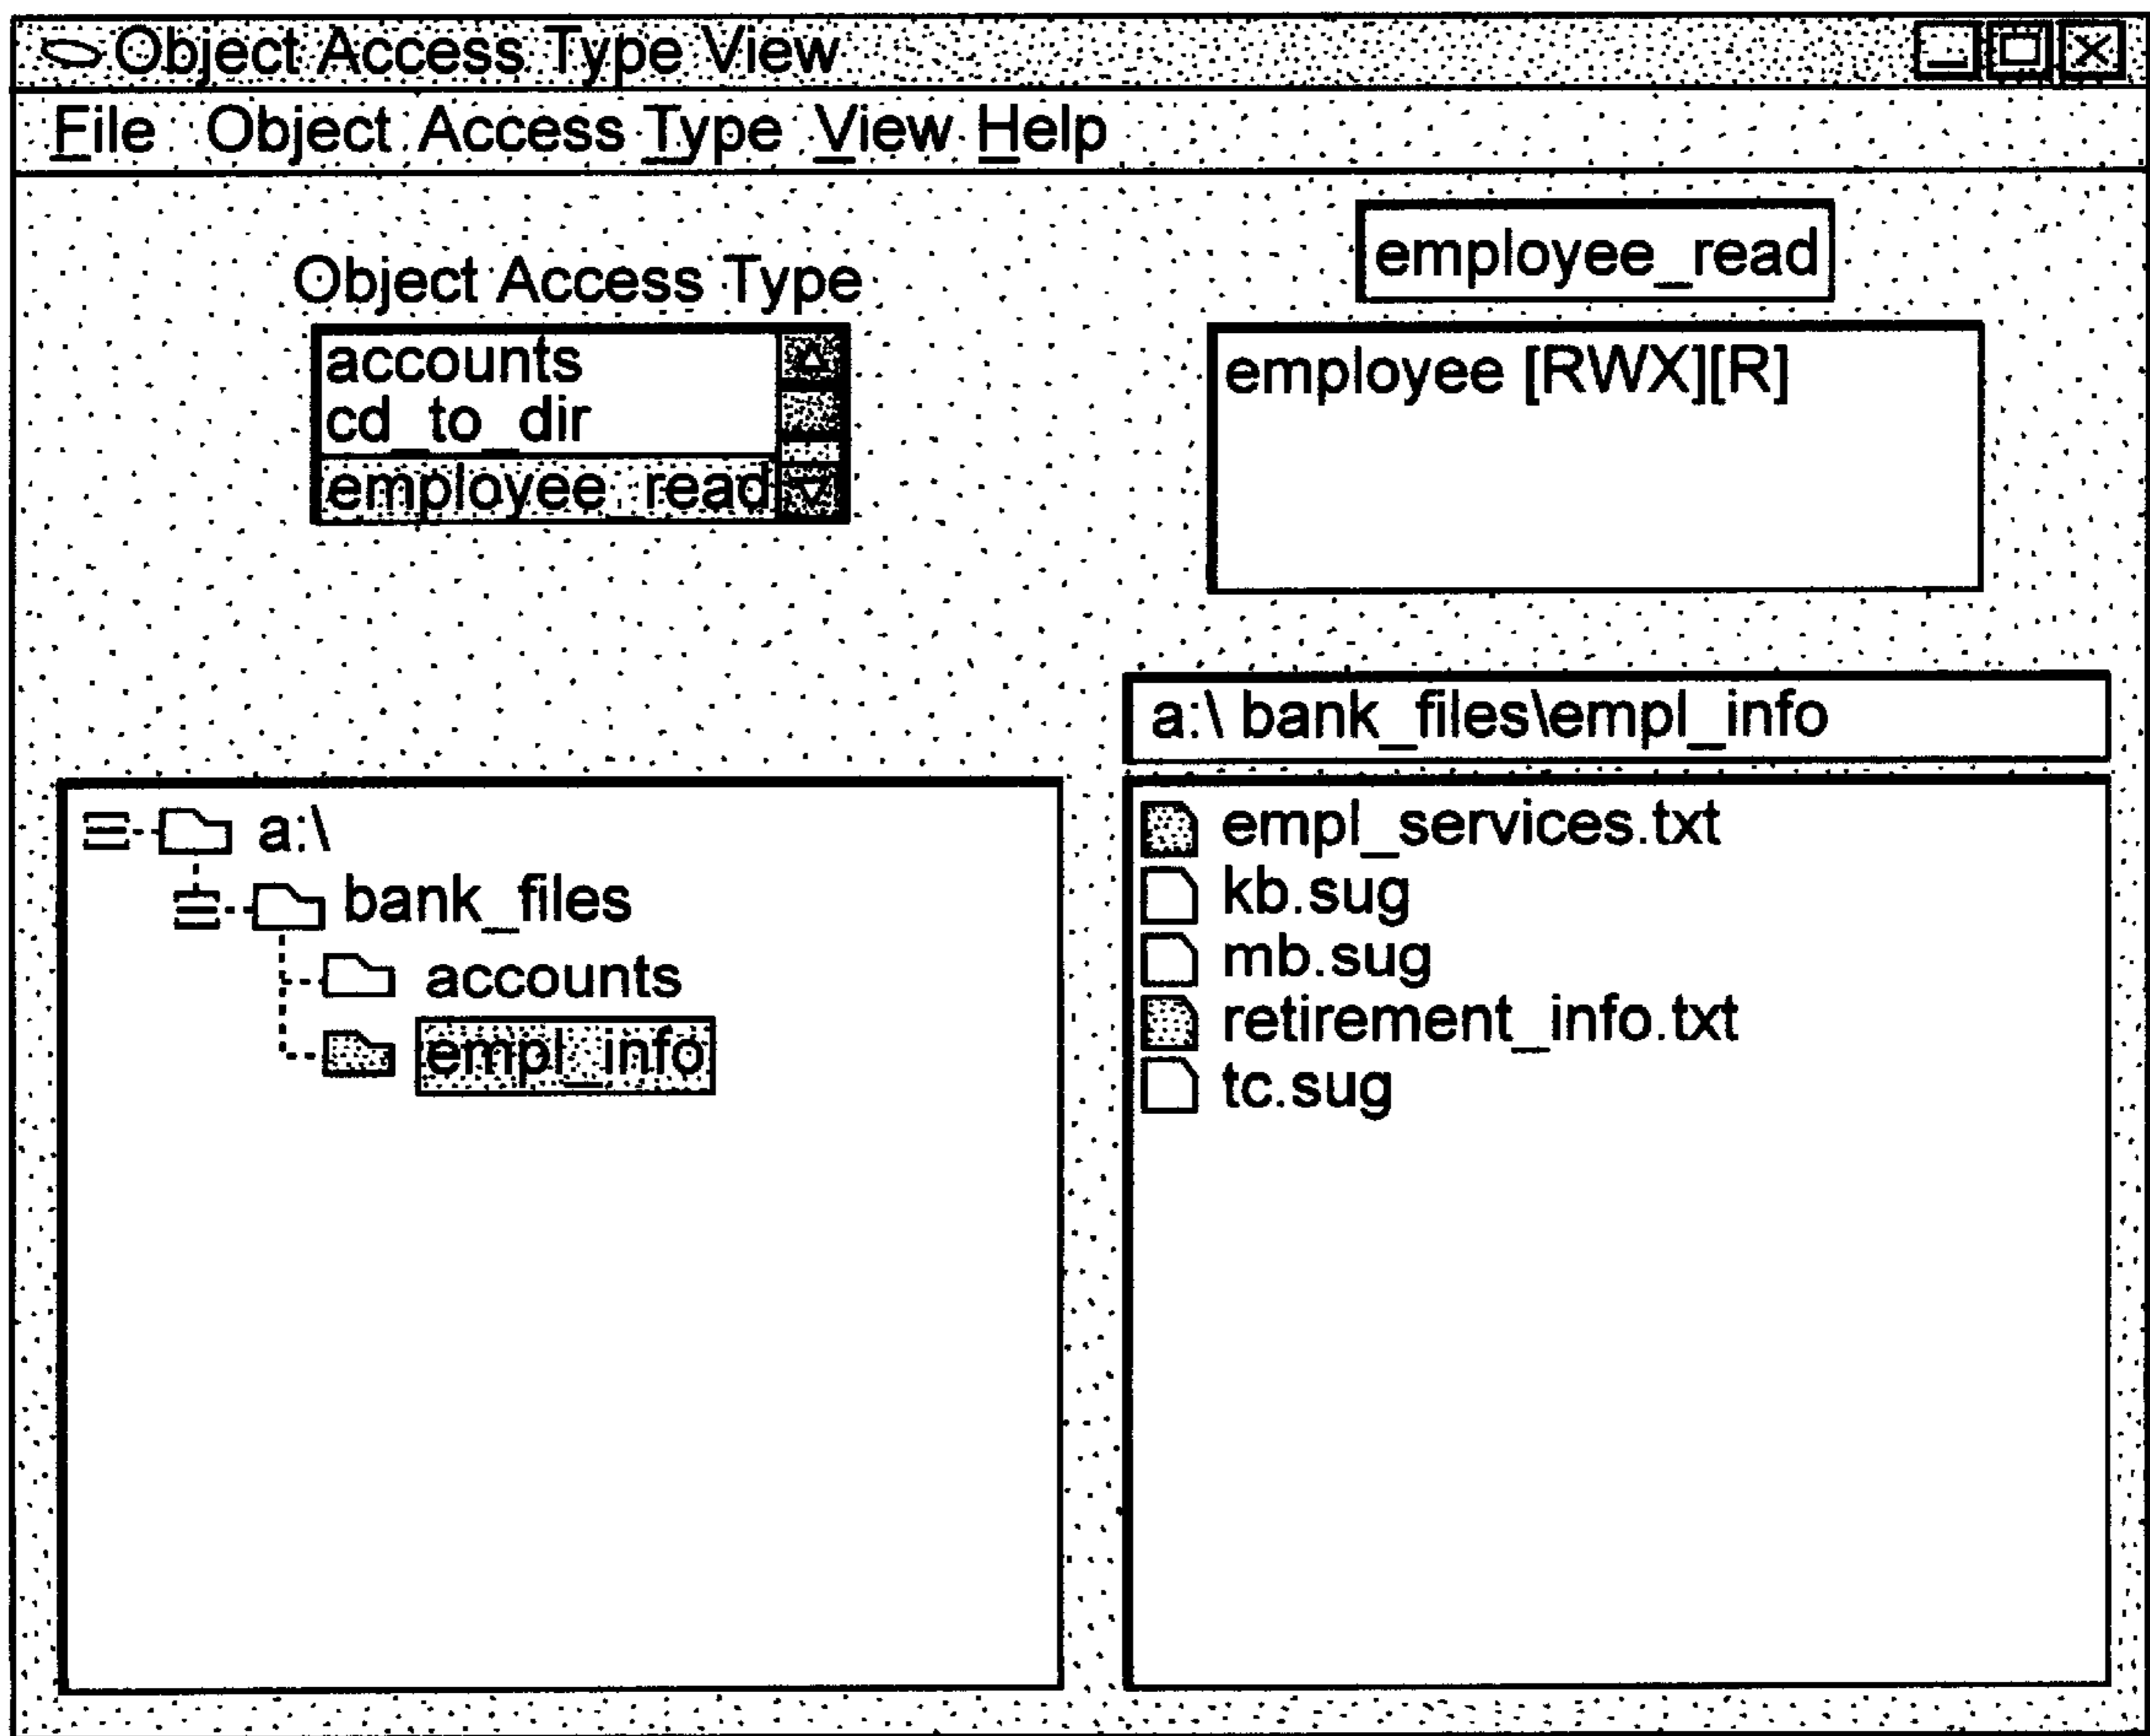 Object Access Type View
File Object Access Type View Help
employee_read
Object Access Type
accounts
cd_to_dir
employee_read
employee [RWX][R]
a:\ bank_files\empl_info
a:\
bank_files
accounts
empl_info
empl_services.txt
kb.sug
mb.sug
retirement_info.txt
tc.sug